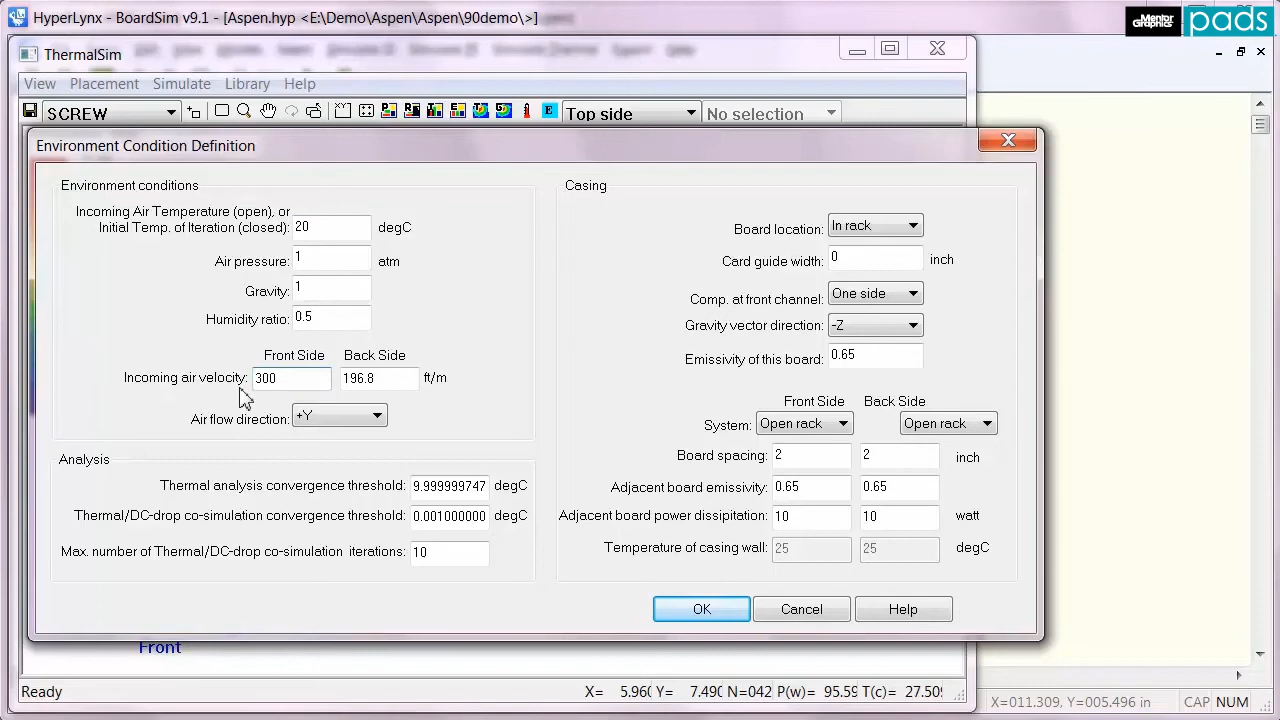 HyperLynx - BoardSim v9.1 - [Aspen.hyp <E:\Demo\Aspen\Aspen\90demo\>]
Mentor Graphics
pads
ThermalSim
View Placement Simulate Library Help
SCREW
Top side
No selection
Environment Condition Definition
Environment conditions
Incoming Air Temperature (open), or
Initial Temp. of Iteration (closed): 20 degC
Air pressure: 1 atm
Gravity: 1
Humidity ratio: 0.5
Front Side Back Side
Incoming air velocity: 300 196.8 ft/m
Air flow direction: +Y
Analysis
Thermal analysis convergence threshold: 9.999999747 degC
Thermal/DC-drop co-simulation convergence threshold: 0.001000000 degC
Max. number of Thermal/DC-drop co-simulation iterations: 10
Casing
Board location: In rack
Card guide width: 0 inch
Comp. at front channel: One side
Gravity vector direction: -Z
Emissivity of this board: 0.65
Front Side Back Side
System: Open rack Open rack
Board spacing: 2 2 inch
Adjacent board emissivity: 0.65 0.65
Adjacent board power dissipitation: 10 10 watt
Temperature of casing wall: 25 25 degC
OK Cancel Help
Front
Ready X= 5.960 Y= 7.490 N=042 P(w)= 95.59 T(c)= 27.505
X=011.309, Y=005.496 in CAP NUM